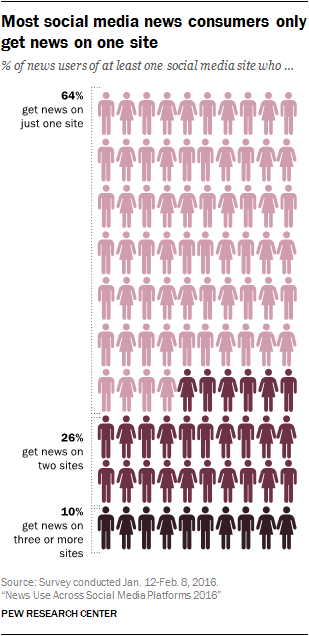 Most social media news consumers only
get news on one site
% of news users of at least one social media site who ...
64%
get news on
just one site
26%
get news on
two sites
10%
get news on
three or more
sites
Source: Survey conducted Jan. 12-Feb. 8, 2016.
“News Use Across Social Media Platforms 2016”
PEW RESEARCH CENTER